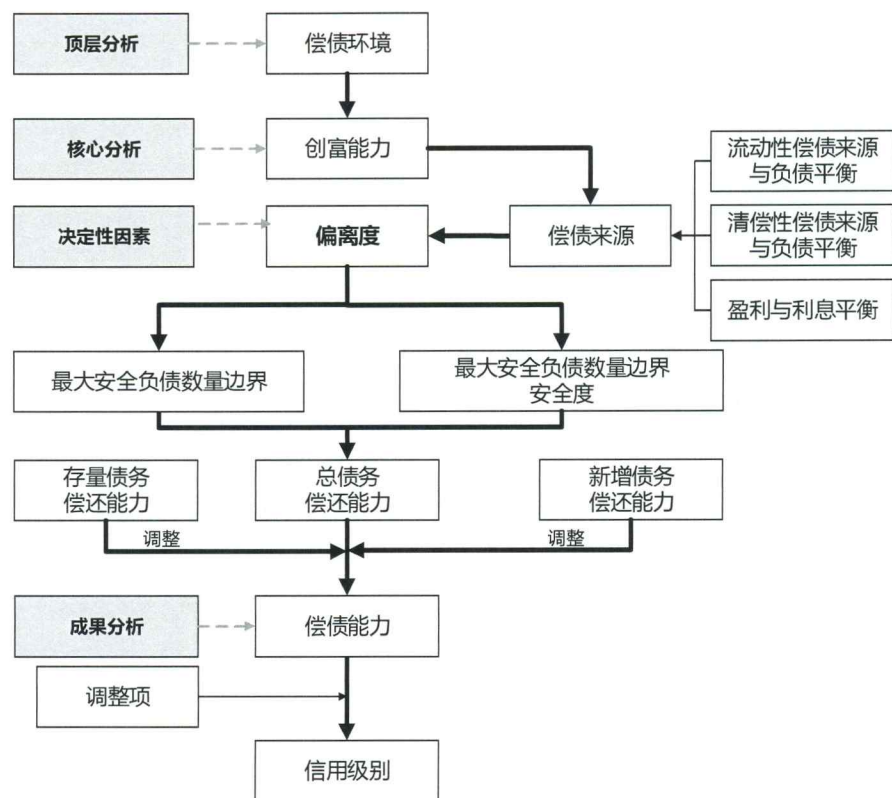 顶层分析
偿债环境
核心分析
创富能力
流动性偿债来源
与负债平衡
决定性因素
偏离度
偿债来源
清偿性偿债来源
与负债平衡
盈利与利息平衡
最大安全负债数量边界
最大安全负债数量边界
安全度
存量债务
偿还能力
总债务
偿还能力
新增债务
偿还能力
调整
调整
成果分析
偿债能力
调整项
信用级别